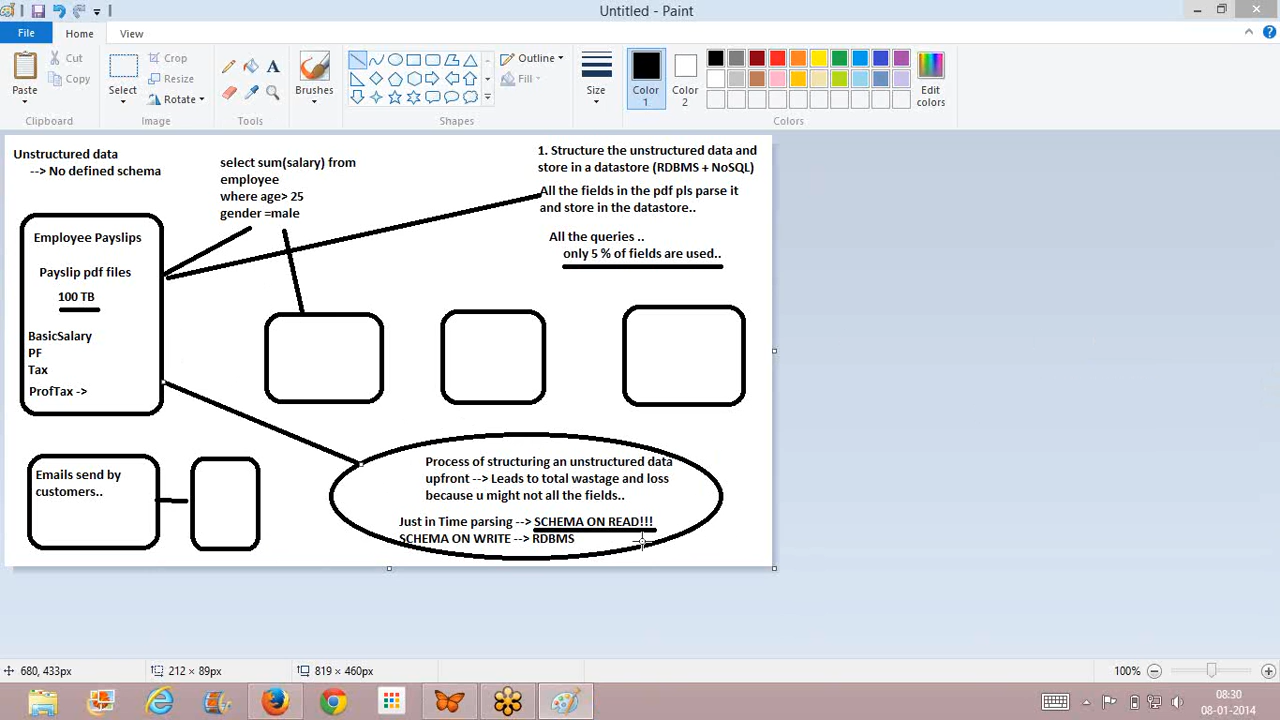 Untitled - Paint
File
Home
View
Paste
Cut
Copy
Clipboard
Select
Crop
Resize
Rotate
Image
Tools
Brushes
Shapes
Outline
Fill
Size
Color 1
Color 2
Edit colors
Colors
Unstructured data
--> No defined schema
select sum(salary) from
employee
where age> 25
gender =male
1. Structure the unstructured data and
store in a datastore (RDBMS + NoSQL)
All the fields in the pdf pls parse it
and store in the datastore..
All the queries ..
only 5 % of fields are used..
Employee Payslips
Payslip pdf files
100 TB
BasicSalary
PF
Tax
ProfTax ->
Emails send by
customers..
Process of structuring an unstructured data
upfront --> Leads to total wastage and loss
because u might not all the fields..
Just in Time parsing --> SCHEMA ON READ!!!
SCHEMA ON WRITE --> RDBMS
680, 433px
212 × 89px
819 × 460px
100%
08:30
08-01-2014